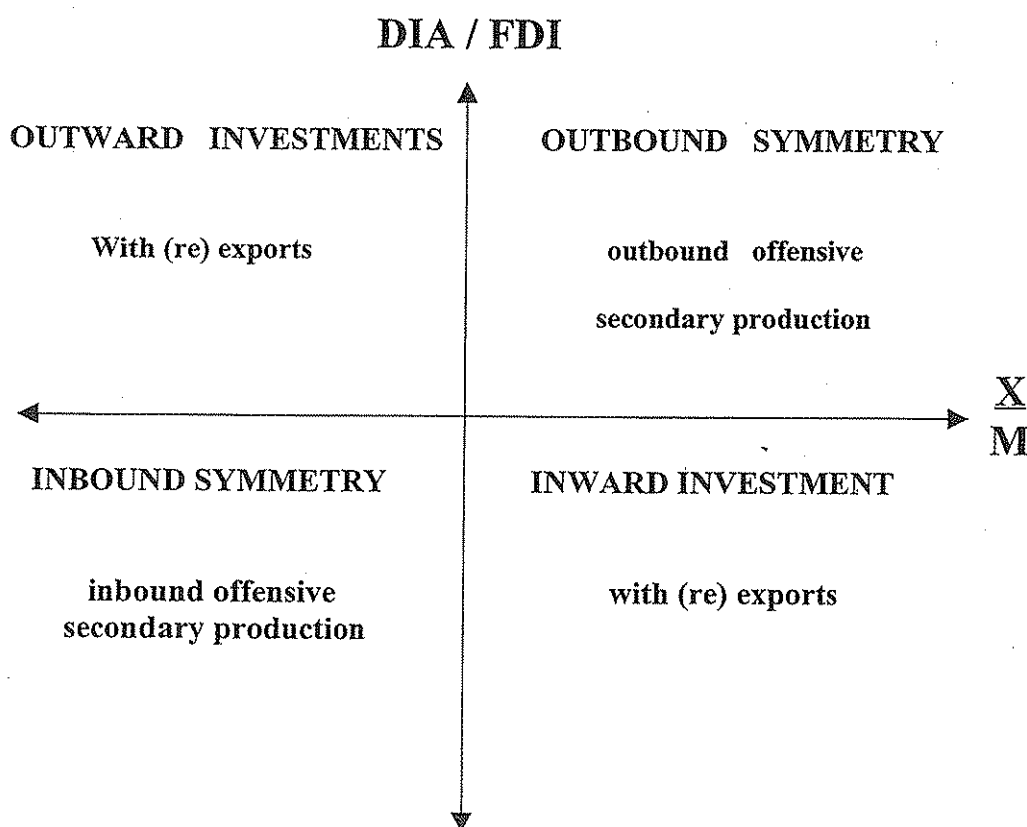 DIA / FDI
OUTWARD INVESTMENTS
OUTBOUND SYMMETRY
With (re) exports
outbound offensive
secondary production
X
M
INBOUND SYMMETRY
INWARD INVESTMENT
inbound offensive
secondary production
with (re) exports